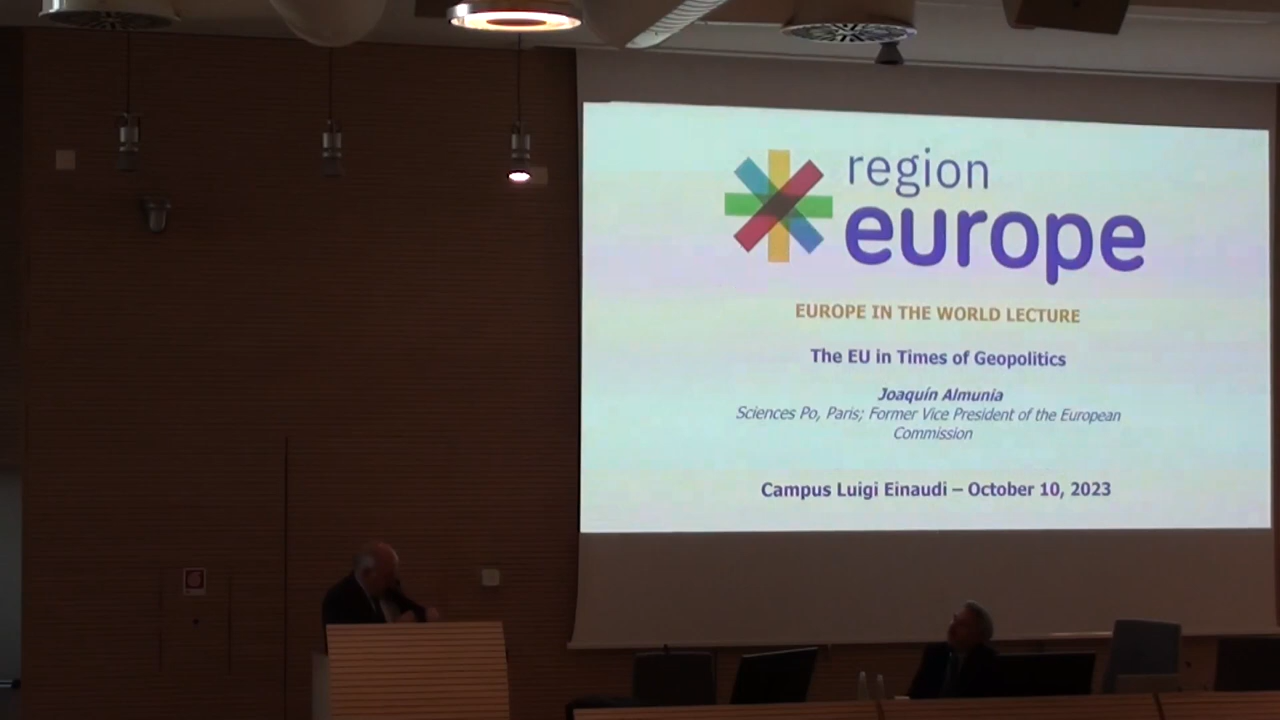 region
europe
EUROPE IN THE WORLD LECTURE
The EU in Times of Geopolitics
Joaquín Almunia
Sciences Po, Paris; Former Vice President of the European
Commission
Campus Luigi Einaudi – October 10, 2023